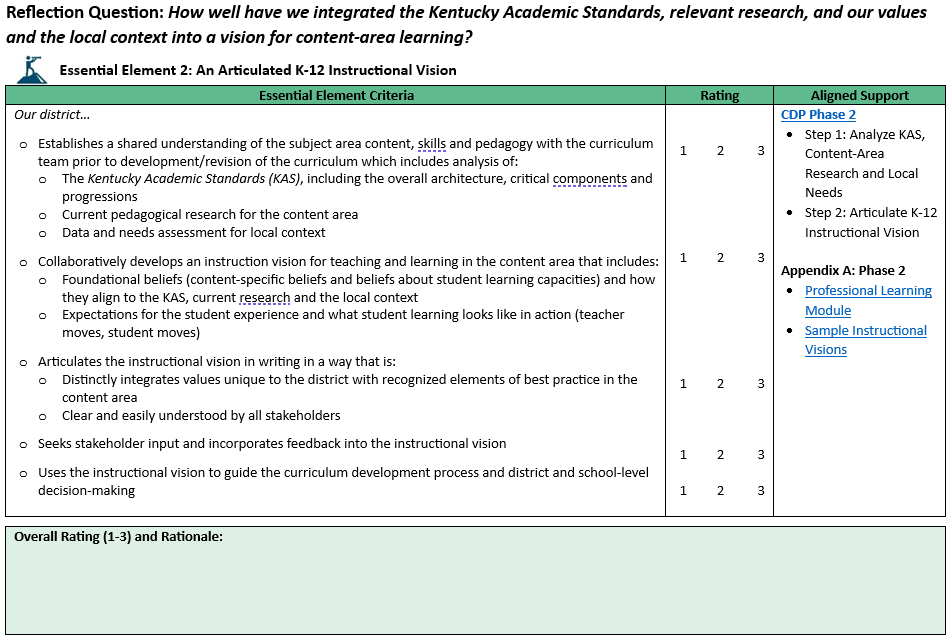 Reflection Question: How well have we integrated the Kentucky Academic Standards, relevant research, and our values
and the local context into a vision for content-area learning?
Essential Element 2: An Articulated K-12 Instructional Vision
Essential Element Criteria
Our district…
o Establishes a shared understanding of the subject area content, skills and pedagogy with the curriculum
team prior to development/revision of the curriculum which includes analysis of:
o The Kentucky Academic Standards (KAS), including the overall architecture, critical components and
progressions
o Current pedagogical research for the content area
o Data and needs assessment for local context
o Collaboratively develops an instruction vision for teaching and learning in the content area that includes:
o Foundational beliefs (content-specific beliefs and beliefs about student learning capacities) and how
they align to the KAS, current research and the local context
o Expectations for the student experience and what student learning looks like in action (teacher
moves, student moves)
o Articulates the instructional vision in writing in a way that is:
o Distinctly integrates values unique to the district with recognized elements of best practice in the
content area
o Clear and easily understood by all stakeholders
o Seeks stakeholder input and incorporates feedback into the instructional vision
o Uses the instructional vision to guide the curriculum development process and district and school-level
decision-making
Rating
1 2 3
1 2 3
1 2 3
1 2 3
1 2 3
Aligned Support
CDP Phase 2
• Step 1: Analyze KAS,
Content-Area
Research and Local
Needs
• Step 2: Articulate K-12
Instructional Vision
Appendix A: Phase 2
• Professional Learning
Module
• Sample Instructional
Visions
Overall Rating (1-3) and Rationale: